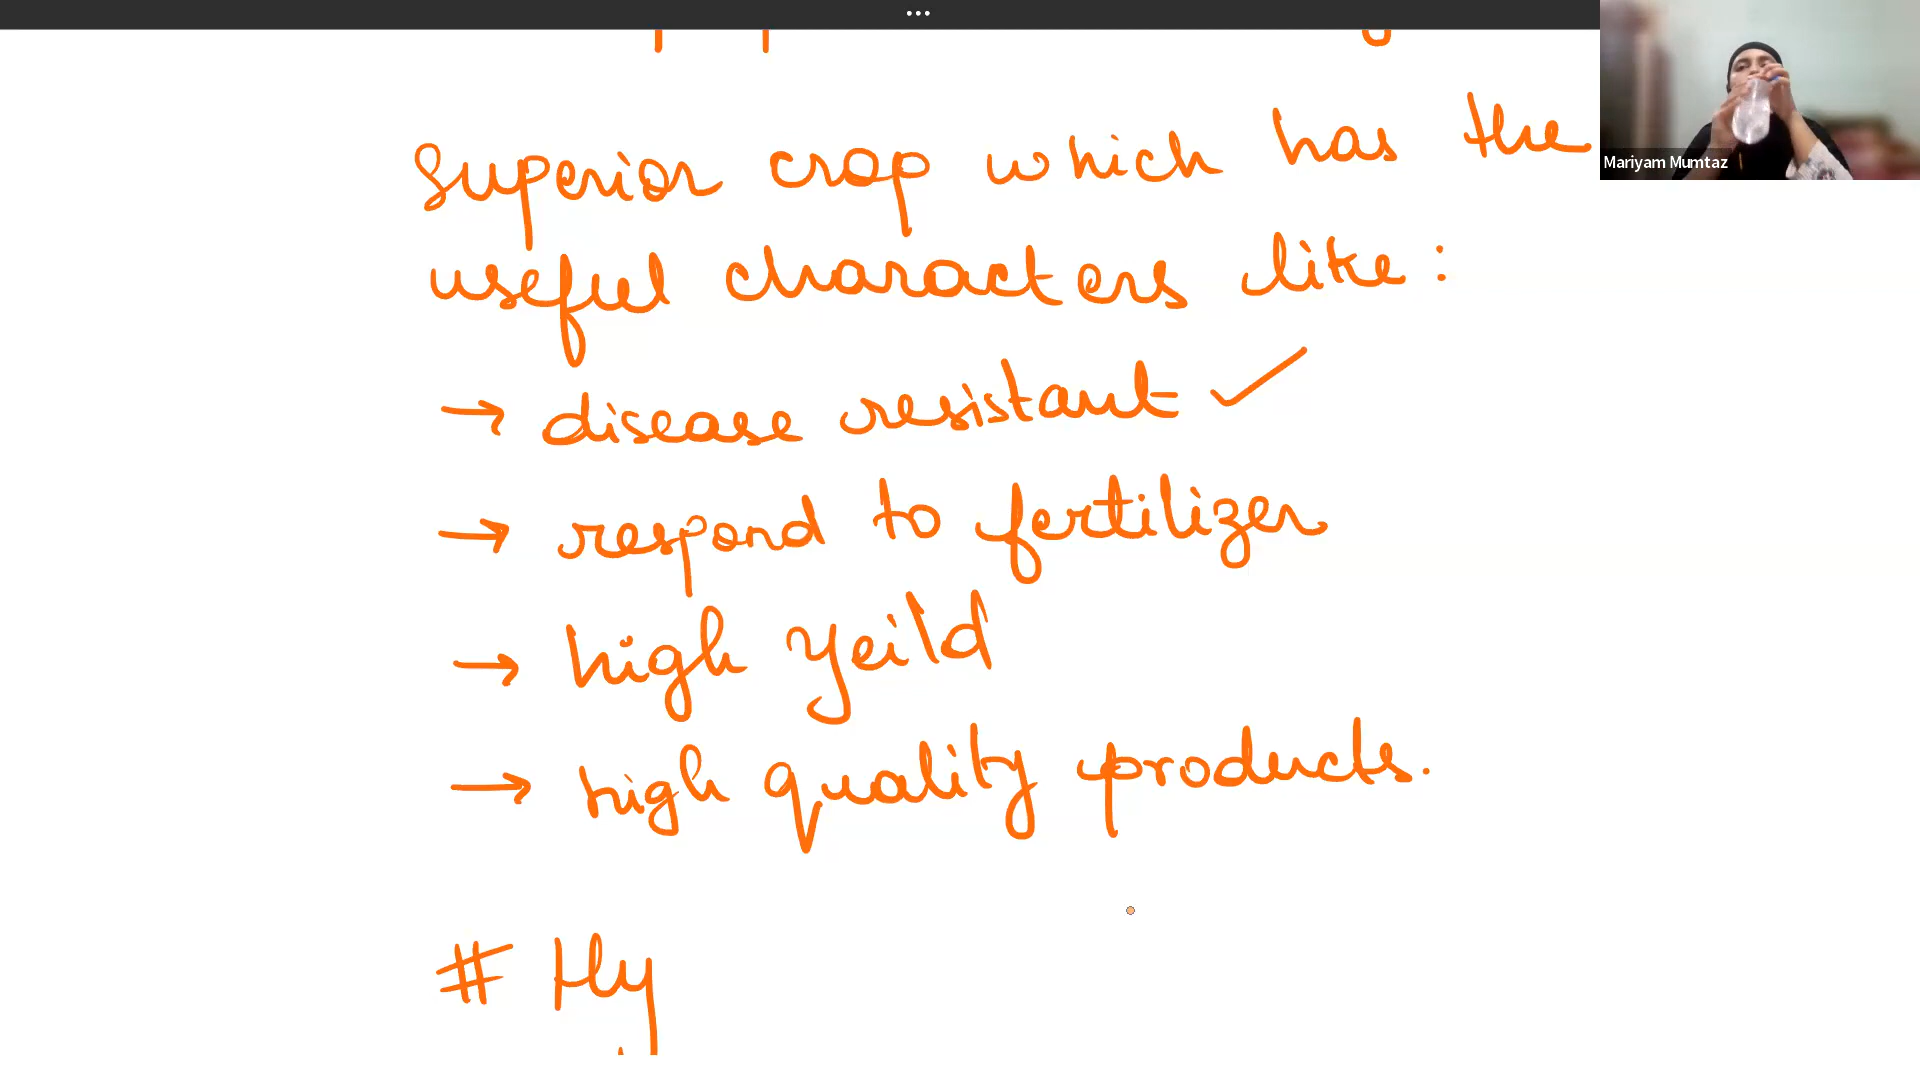 superior crop which has the
Mariyam Mumtaz
useful characters like :
→ disease resistant ✓
→ respond to fertilizer
→ high yeild
→ high quality products.
# Hy